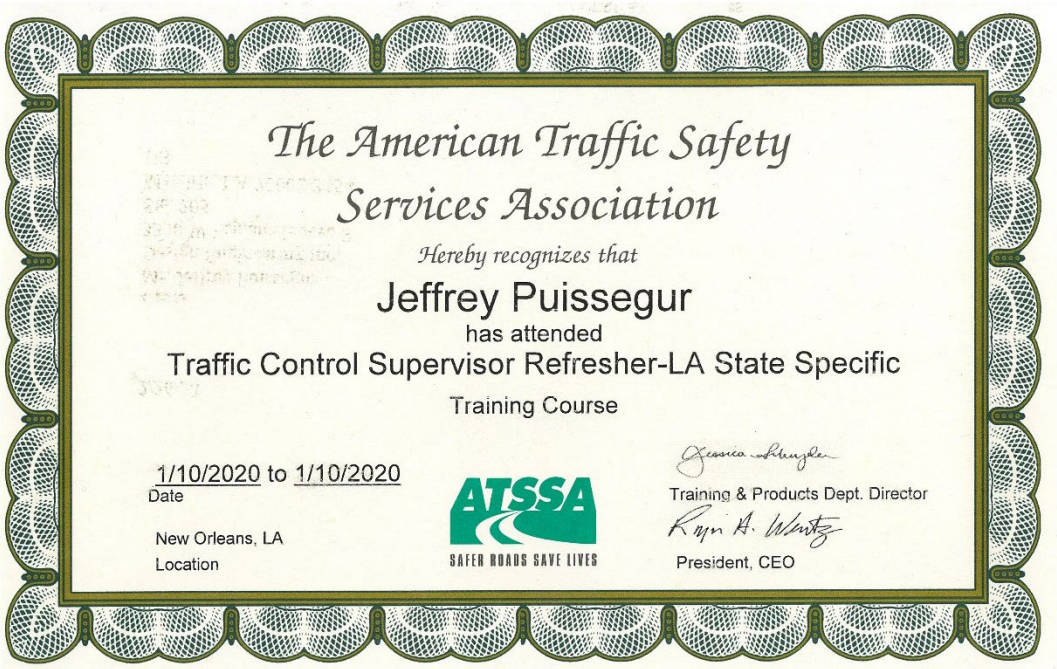 The American Traffic Safety
Services Association
Hereby recognizes that
Jeffrey Puissegur
has attended
Traffic Control Supervisor Refresher-LA State Specific
Training Course
1/10/2020 to 1/10/2020
Date
New Orleans, LA
Location
ATSSA
SAFER ROADS SAVE LIVES
Jessica
Training & Products Dept. Director
A. Wentz
President, CEO